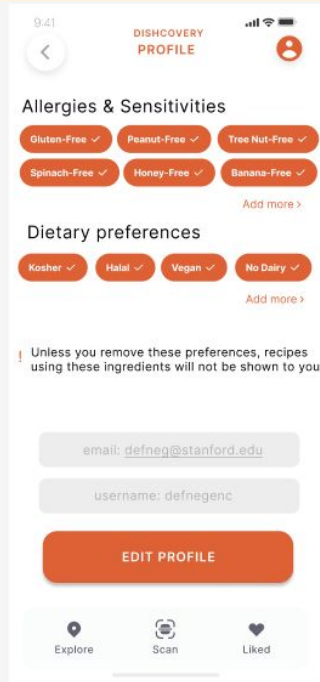 9:41
DISHCOVERY
PROFILE
Allergies & Sensitivities
Gluten-Free ✓ Peanut-Free ✓ Tree Nut-Free ✓
Spinach-Free ✓ Honey-Free ✓ Banana-Free ✓
Add more >
Dietary preferences
Kosher ✓ Halal ✓ Vegan ✓ No Dairy ✓
Add more >
! Unless you remove these preferences, recipes
using these ingredients will not be shown to you
email: defneg@stanford.edu
username: defnegenc
EDIT PROFILE
Explore Scan Liked